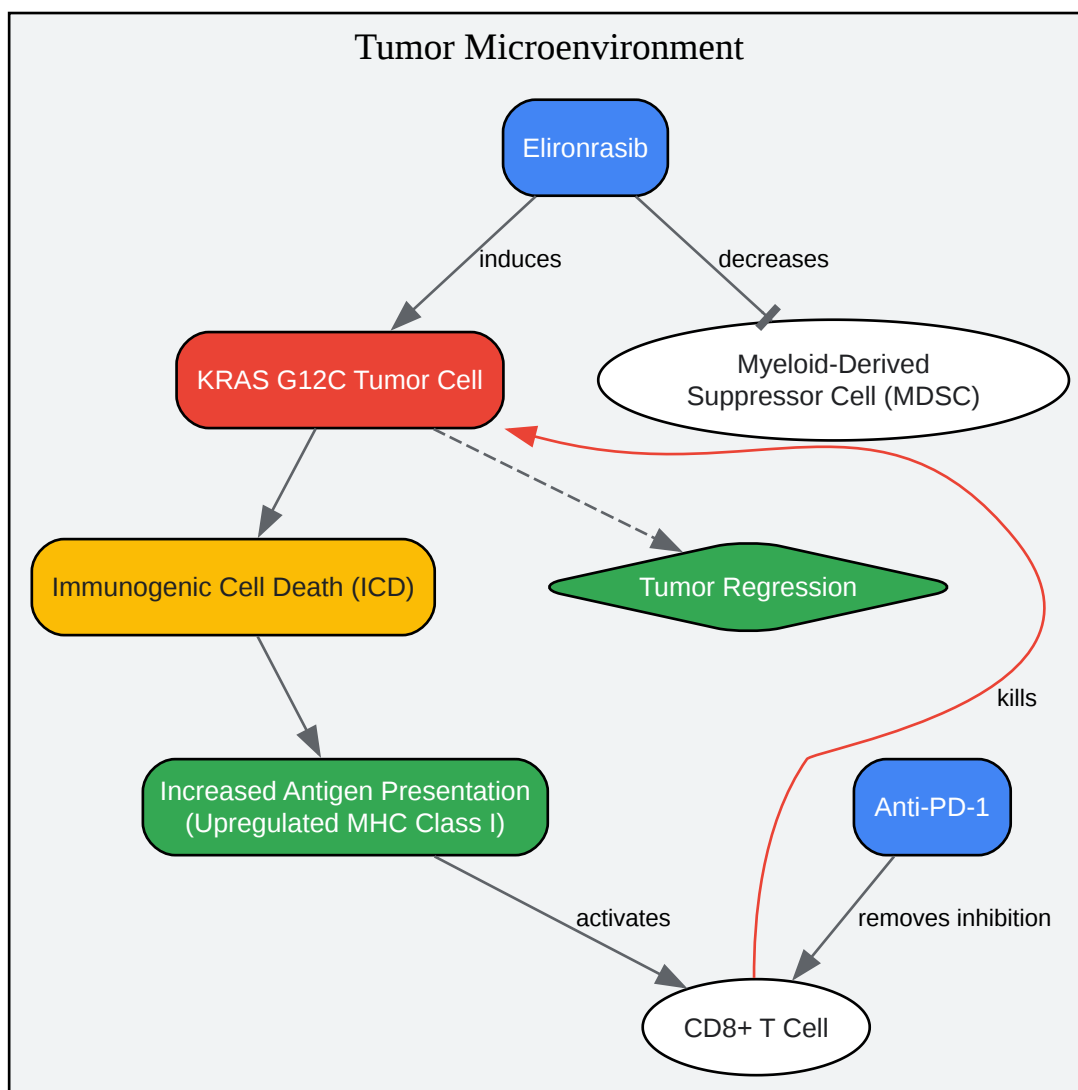 Tumor Microenvironment
Elironrasib
induces
decreases
KRAS G12C Tumor Cell
Myeloid-Derived
Suppressor Cell (MDSC)
Immunogenic Cell Death (ICD)
Tumor Regression
kills
Increased Antigen Presentation
(Upregulated MHC Class I)
Anti-PD-1
activates
removes inhibition
CD8+ T Cell